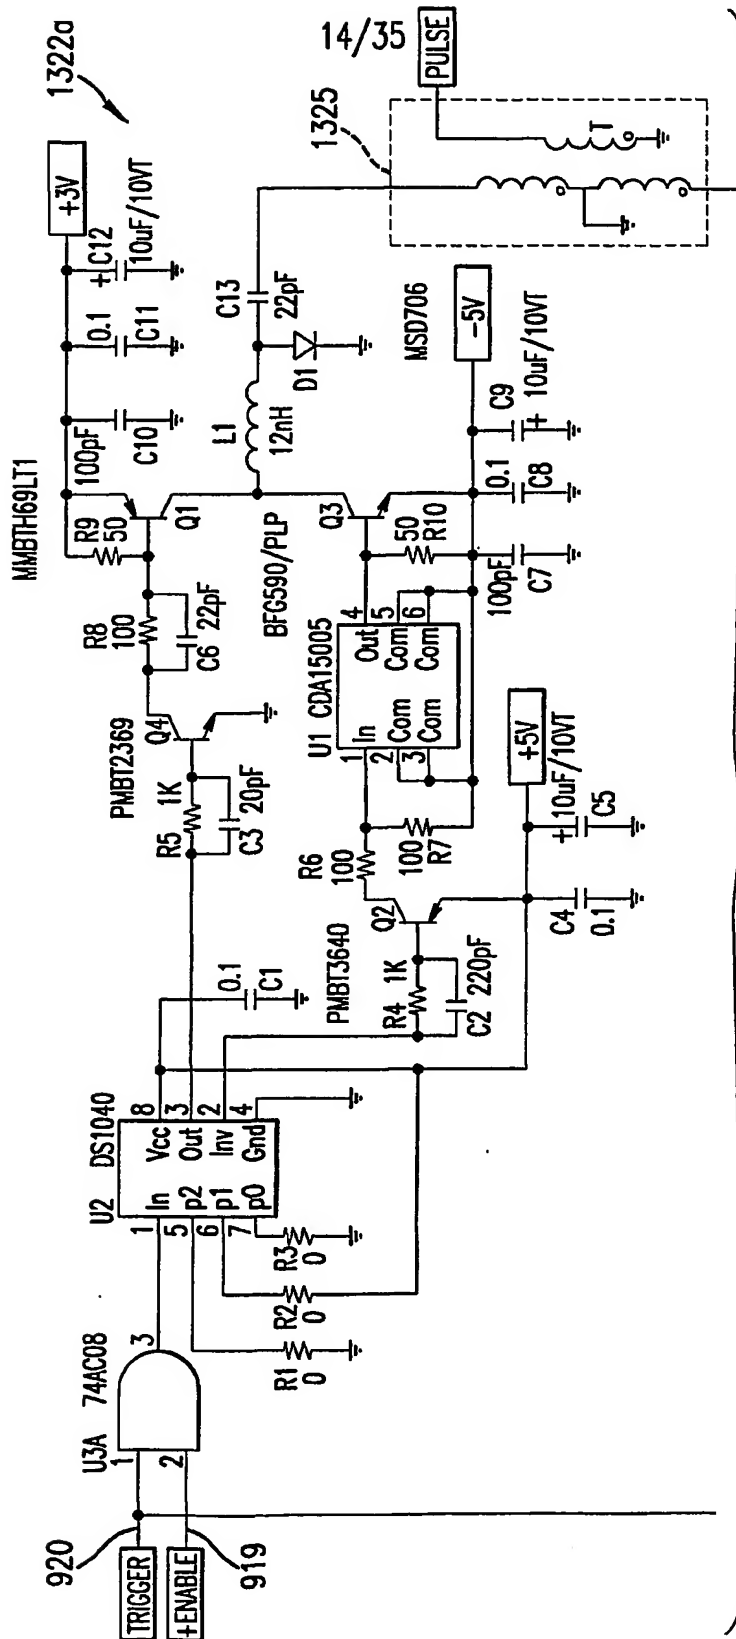 1322a
+3V
C12
10uF/10VT
0.1
C11
100pF
C10
MMBTH69LT1
R9
50
Q1
R8
100
22pF
C6
PMBT2369
Q4
R5
1K
20pF
C3
14/35
PULSE
1325
T
C13
22pF
D1
L1
12nH
MSD706
-5V
C9
10uF/10VT
0.1
C8
Q3
BFG590/PLP
50
R10
100pF
C7
U1 CDA15005
1 In
2 Com
3 Com
Out 4
Com 5
Com 6
R6
100
100
R7
Q2
PMBT3640
R4
1K
220pF
C2
+5V
10uF/10VT
C5
C4
0.1
0.1
C1
U2 DS1040
1 In
5 p2
6 p1
7 p0
Vcc 8
Out 3
Inv 2
Gnd 4
R3
0
R2
0
R1
0
U3A 74AC08
1
2
3
920
TRIGGER
+ENABLE
919